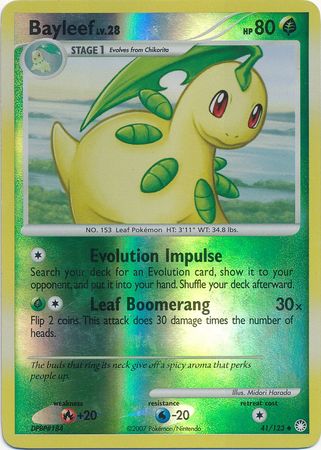 Bayleef LV.28 HP 80
STAGE 1 Evolves from Chikorita
NO. 153 Leaf Pokémon HT: 3'11" WT: 34.8 lbs.
Evolution Impulse
Search your deck for an Evolution card, show it to your
opponent, and put it into your hand. Shuffle your deck afterward.
Leaf Boomerang 30×
Flip 2 coins. This attack does 30 damage times the number of
heads.
The buds that ring its neck give off a spicy aroma that perks
people up.
Illus. Midori Harada
weakness resistance retreat cost
+20 -20
DPBP#184 ©2007 Pokémon/Nintendo 41/123